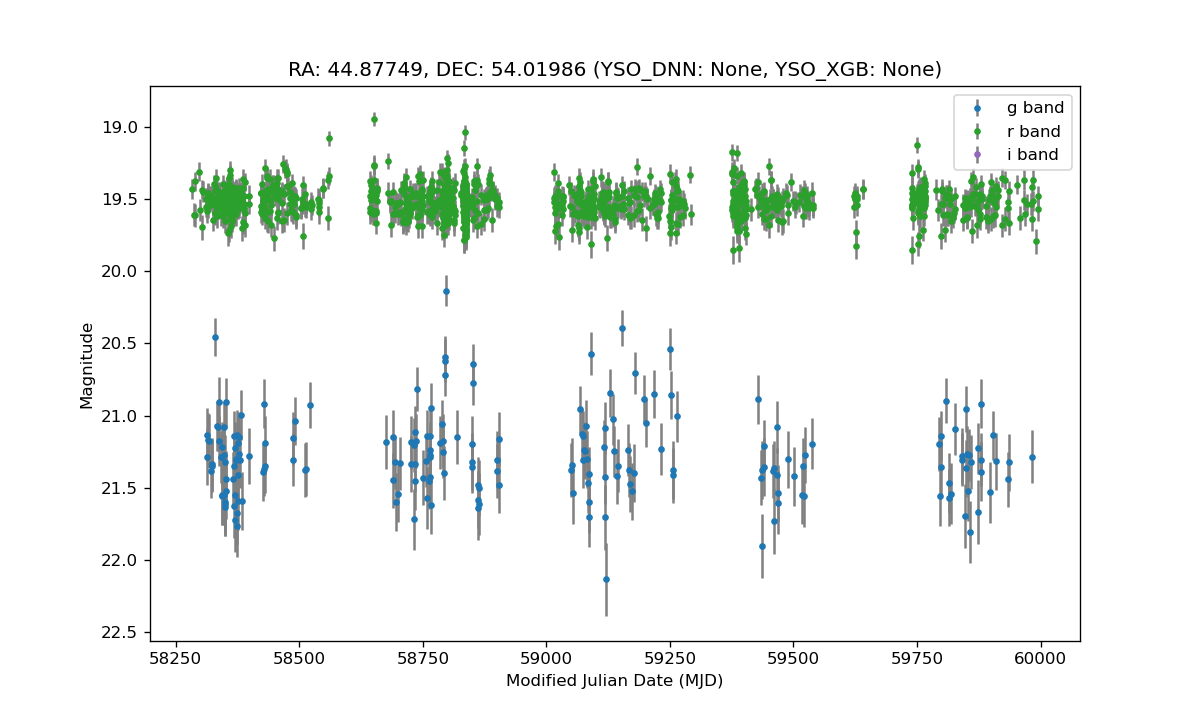 RA: 44.87749, DEC: 54.01986 (YSO_DNN: None, YSO_XGB: None)
g band
r band
i band
19.0
19.5
20.0
20.5
21.0
21.5
22.0
22.5
Magnitude
58250 58500 58750 59000 59250 59500 59750 60000
Modified Julian Date (MJD)